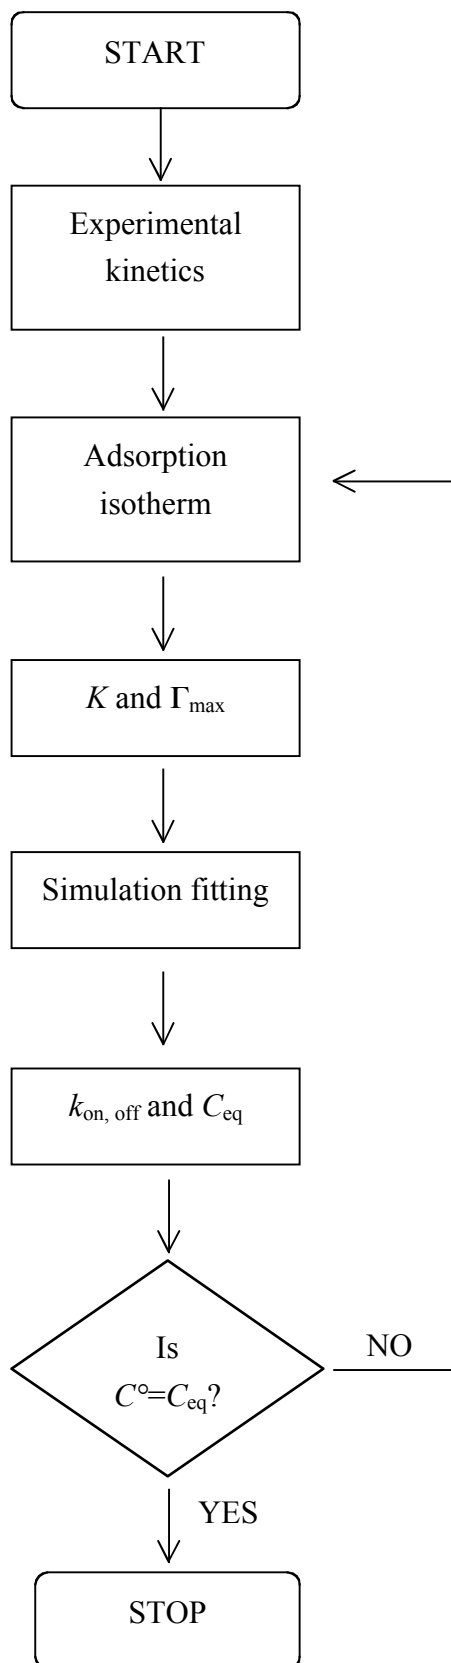 START
Experimental
kinetics
Adsorption
isotherm
K and Γmax
Simulation fitting
kon, off and Ceq
Is
C°=Ceq?
NO
YES
STOP